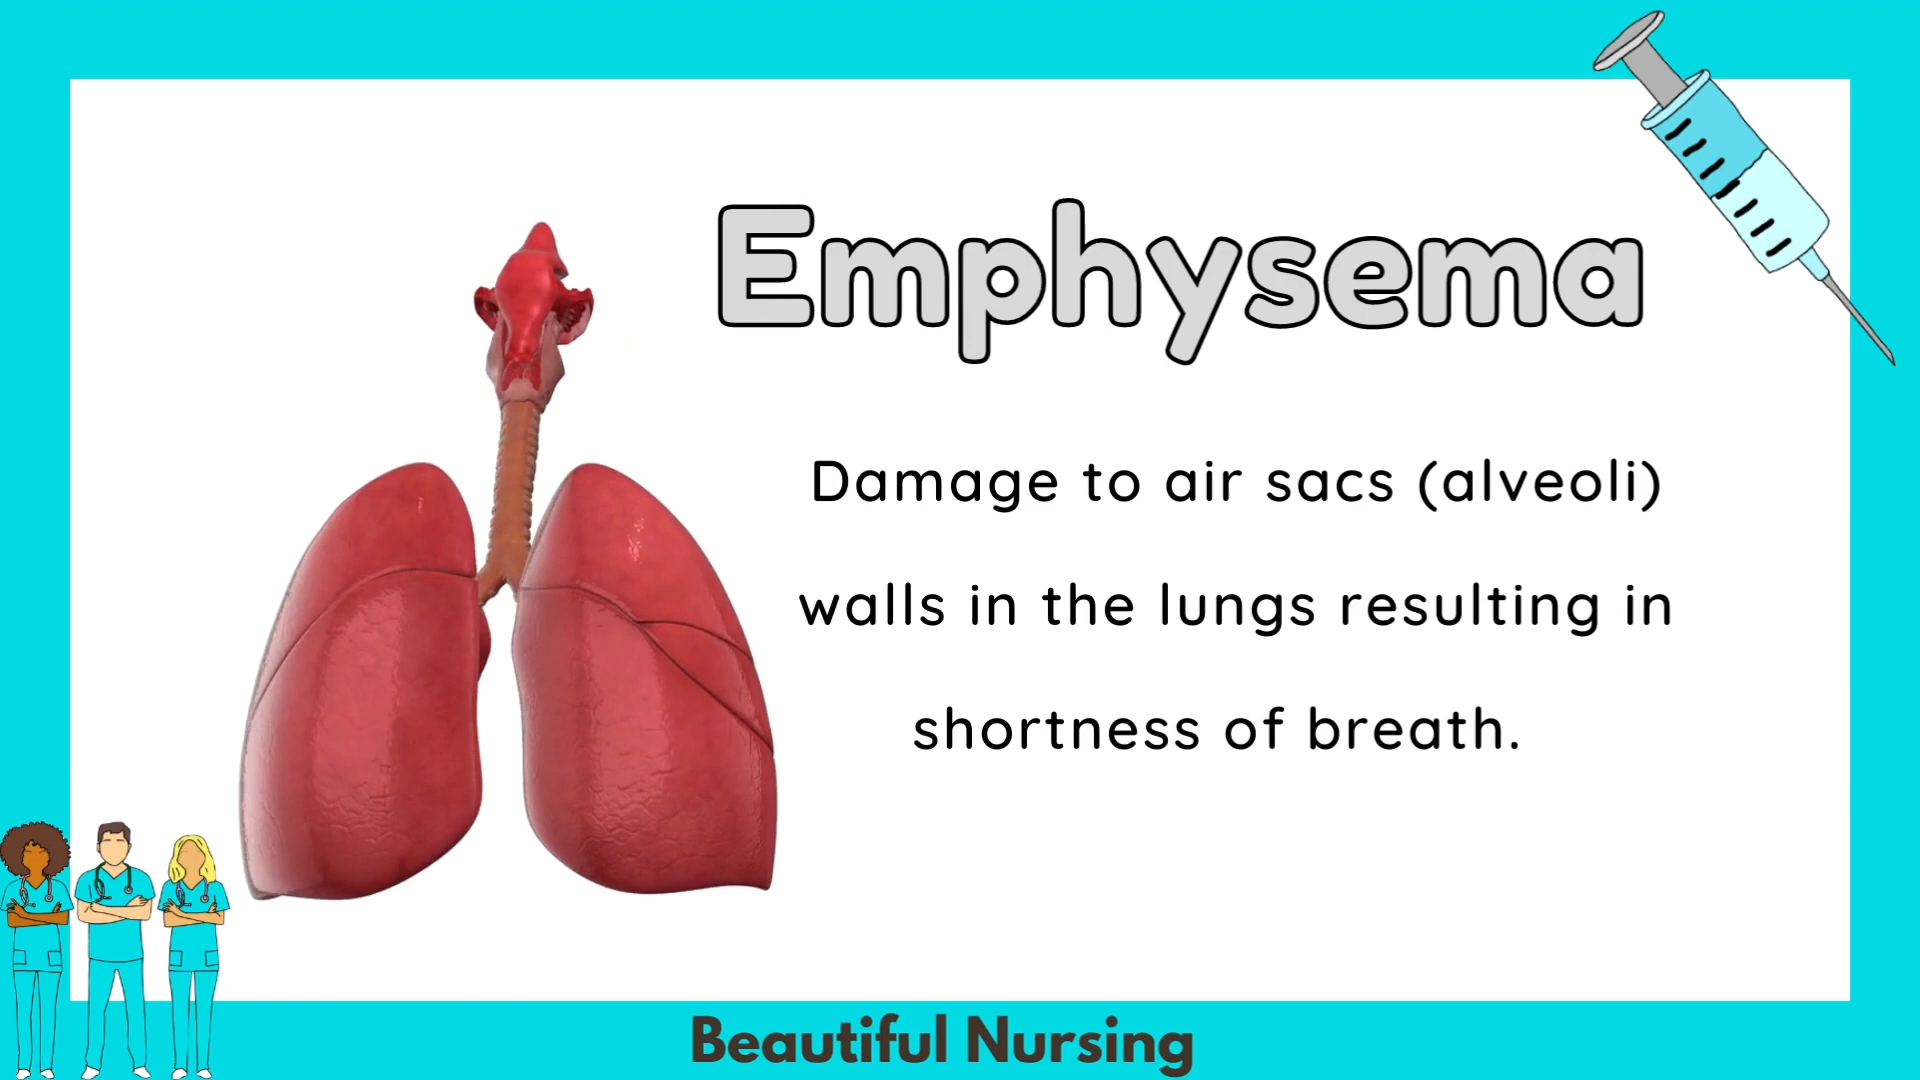 Emphysema
Damage to air sacs (alveoli)
walls in the lungs resulting in
shortness of breath.
Beautiful Nursing